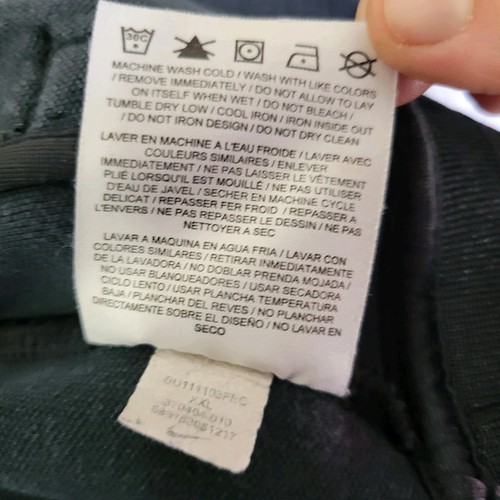 30C
MACHINE WASH COLD / WASH WITH LIKE COLORS
/ REMOVE IMMEDIATELY / DO NOT ALLOW TO LAY
ON ITSELF WHEN WET / DO NOT BLEACH /
TUMBLE DRY LOW / COOL IRON / IRON INSIDE OUT
/ DO NOT IRON DESIGN / DO NOT DRY CLEAN
LAVER EN MACHINE A L'EAU FROIDE / LAVER AVEC
COULEURS SIMILAIRES / ENLEVER
IMMEDIATEMENT / NE PAS LAISSER LE VÊTEMENT
PLIE LORSQU'IL EST MOUILLÉ / NE PAS UTILISER
D'EAU DE JAVEL / SECHER EN MACHINE CYCLE
DELICAT / REPASSER FER FROID / REPASSER A
L'ENVERS / NE PAS REPASSER LE DESSIN / NE PAS
NETTOYER A SEC
LAVAR A MAQUINA EN AGUA FRIA / LAVAR CON
COLORES SIMILARES / RETIRAR INMEDIATAMENTE
DE LA LAVADORA / NO DOBLAR PRENDA MOJADA /
NO USAR BLANQUEADORES / USAR SECADORA
CICLO LENTO / USAR PLANCHA TEMPERATURA
BAJA / PLANCHAR DEL REVES / NO PLANCHAR
DIRECTAMENTE SOBRE EL DISEÑO / NO LAVAR EN
SECO
XXL